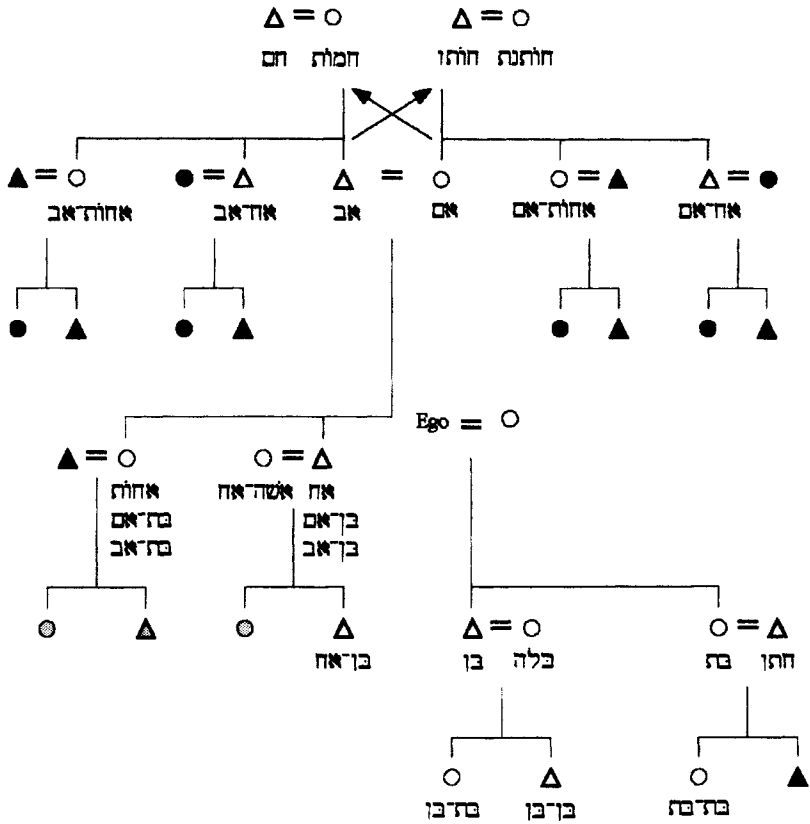 חותנת חותו חמות חם
אח־אם אחות־אם אם אב אח־אב אחות־אב
Ego
אח אשה־אח אחות
בן־אם בת־אם
בן־אב בת־אב
חתן בת כלה בן בן־אח
בת־בת בן־בן בת־בן